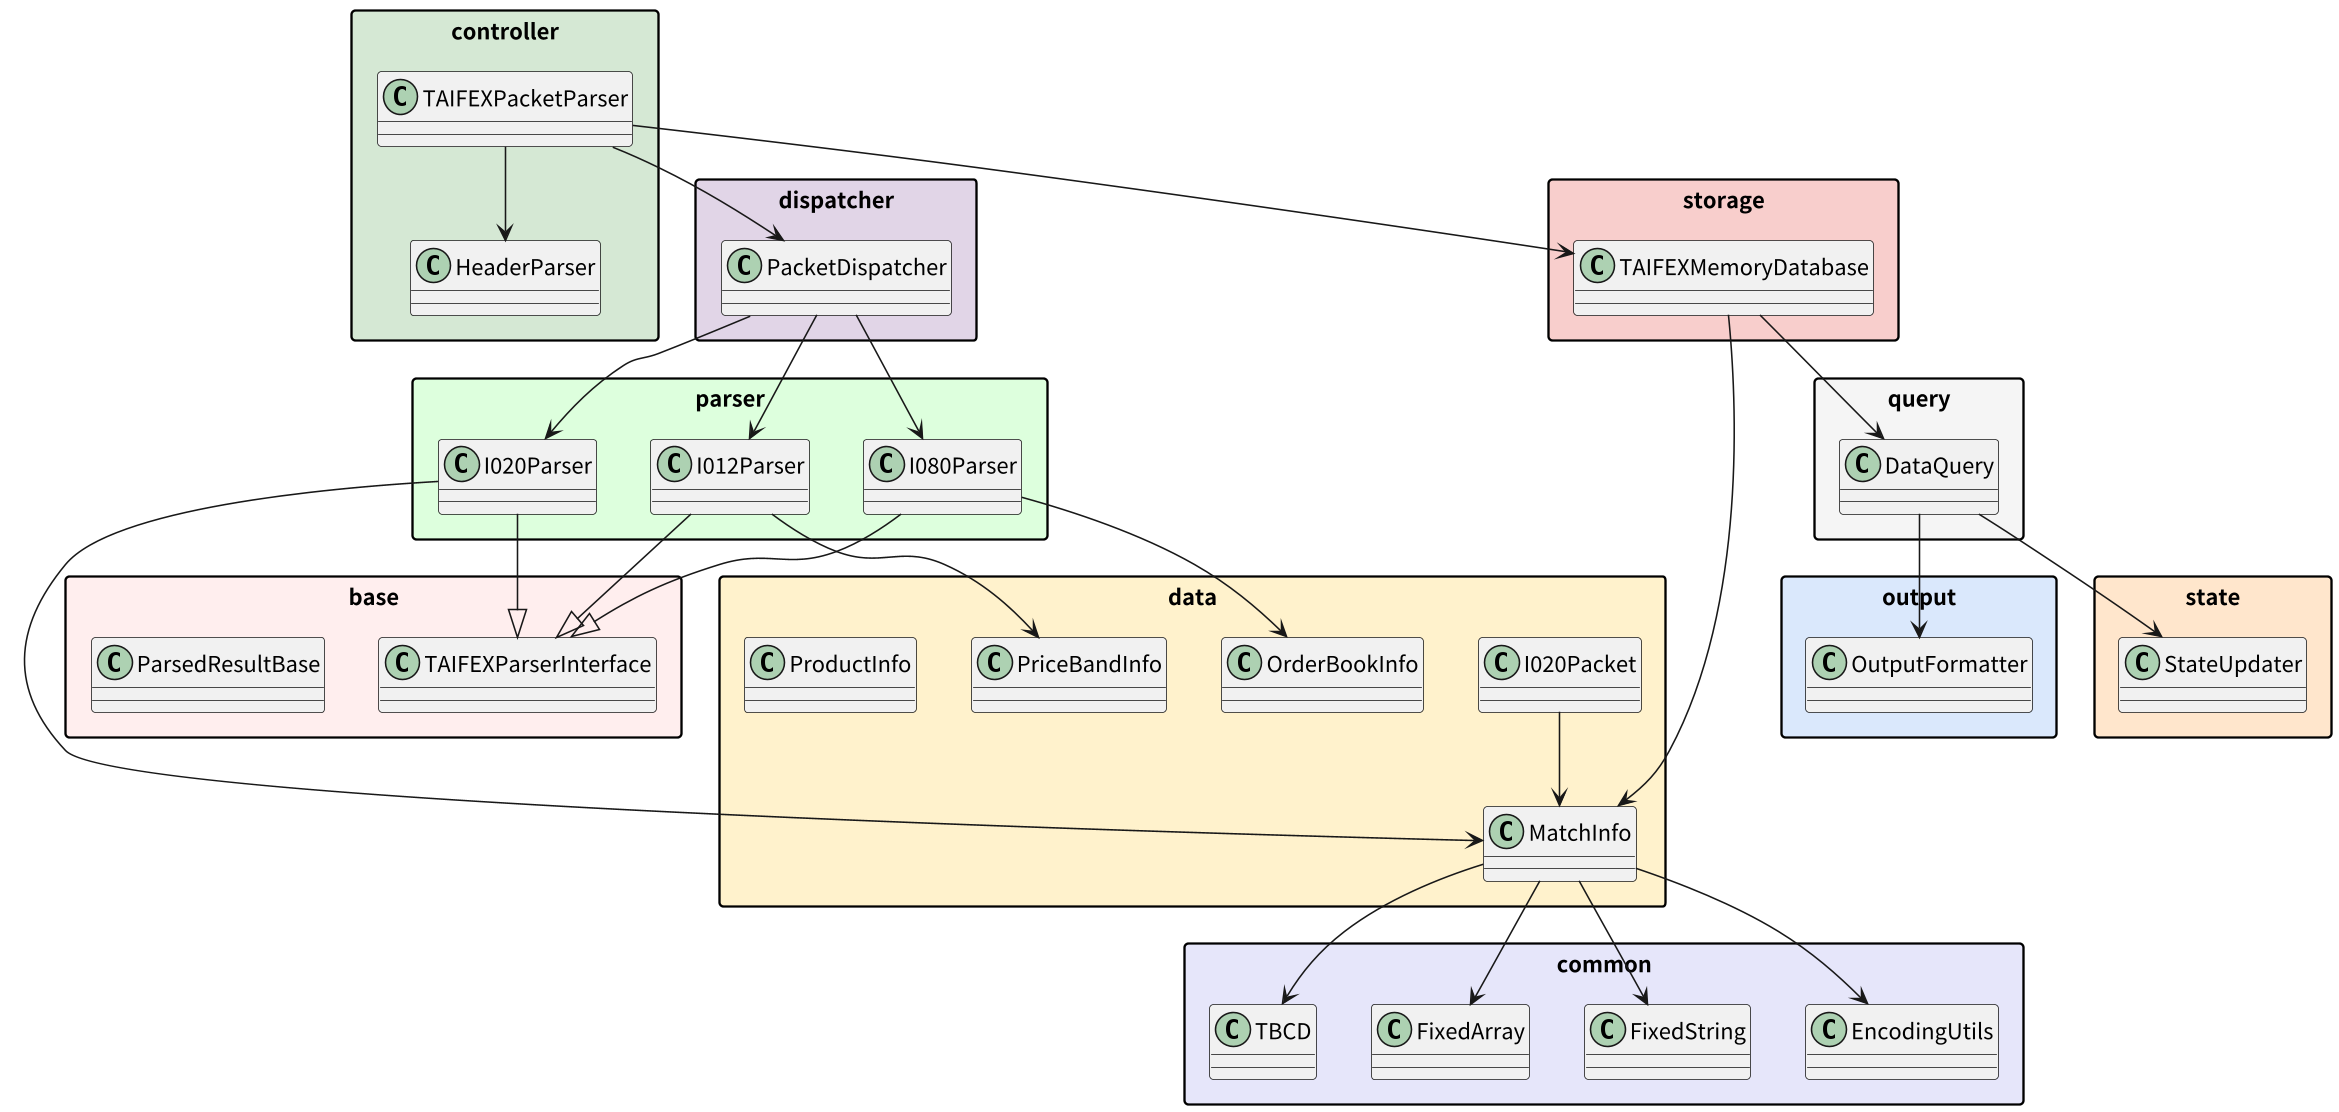 controller
C TAIFEXPacketParser
dispatcher
storage
C HeaderParser
C PacketDispatcher
C TAIFEXMemoryDatabase
parser
query
C I020Parser
C I012Parser
C I080Parser
C DataQuery
base
data
output
state
C ParsedResultBase
C TAIFEXParserInterface
C ProductInfo
C PriceBandInfo
C OrderBookInfo
C I020Packet
C OutputFormatter
C StateUpdater
C MatchInfo
common
C TBCD
C FixedArray
C FixedString
C EncodingUtils